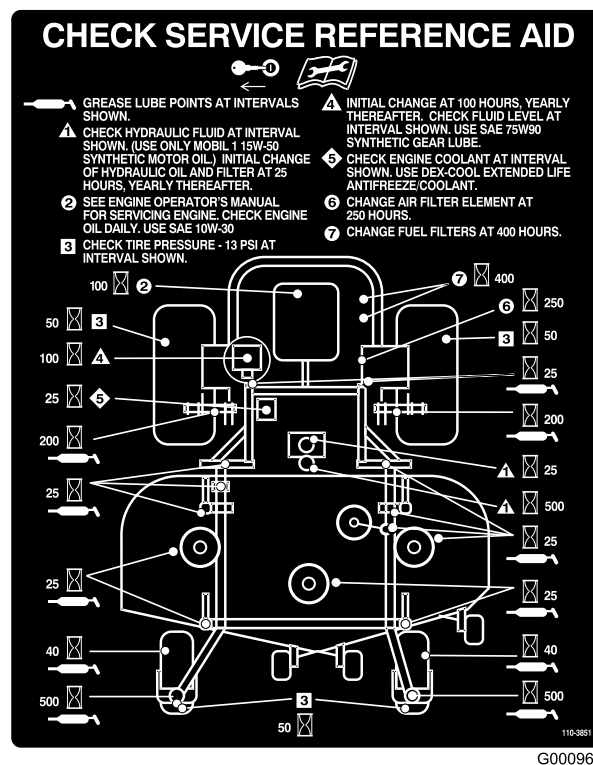 CHECK SERVICE REFERENCE AID
GREASE LUBE POINTS AT INTERVALS
SHOWN.
1 CHECK HYDRAULIC FLUID AT INTERVAL
SHOWN. (USE ONLY MOBIL 1 15W-50
SYNTHETIC MOTOR OIL.) INITIAL CHANGE
OF HYDRAULIC OIL AND FILTER AT 25
HOURS, YEARLY THEREAFTER.
2 SEE ENGINE OPERATOR'S MANUAL
FOR SERVICING ENGINE. CHECK ENGINE
OIL DAILY. USE SAE 10W-30
3 CHECK TIRE PRESSURE - 13 PSI AT
INTERVAL SHOWN.
4 INITIAL CHANGE AT 100 HOURS, YEARLY
THEREAFTER. CHECK FLUID LEVEL AT
INTERVAL SHOWN. USE SAE 75W90
SYNTHETIC GEAR LUBE.
5 CHECK ENGINE COOLANT AT INTERVAL
SHOWN. USE DEX-COOL EXTENDED LIFE
ANTIFREEZE/COOLANT.
6 CHANGE AIR FILTER ELEMENT AT
250 HOURS.
7 CHANGE FUEL FILTERS AT 400 HOURS.
100 2
7 400
6 250
50 3
3 50
100 4
25
25 5
200
200
1 25
25
1 500
25
25
25
40
40
500
500
3
50
110-3851
G00096